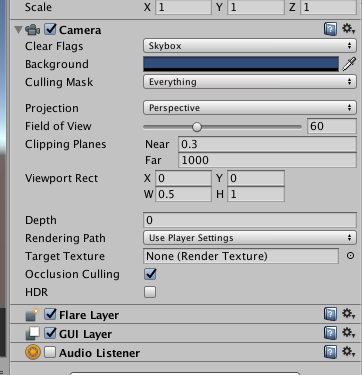 Scale X 1 Y 1 Z 1
Camera
Clear Flags Skybox
Background
Culling Mask Everything
Projection Perspective
Field of View 60
Clipping Planes Near 0.3
Far 1000
Viewport Rect X 0 Y 0
W 0.5 H 1
Depth 0
Rendering Path Use Player Settings
Target Texture None (Render Texture)
Occlusion Culling
HDR
Flare Layer
GUI Layer
Audio Listener